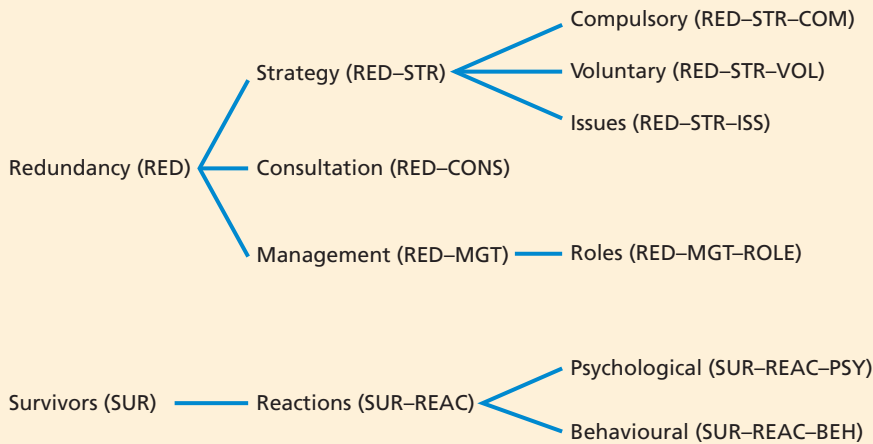 Compulsory (RED–STR–COM)
Strategy (RED–STR)
Voluntary (RED–STR–VOL)
Issues (RED–STR–ISS)
Redundancy (RED)
Consultation (RED–CONS)
Management (RED–MGT)
Roles (RED–MGT–ROLE)
Psychological (SUR–REAC–PSY)
Survivors (SUR)
Reactions (SUR–REAC)
Behavioural (SUR–REAC–BEH)